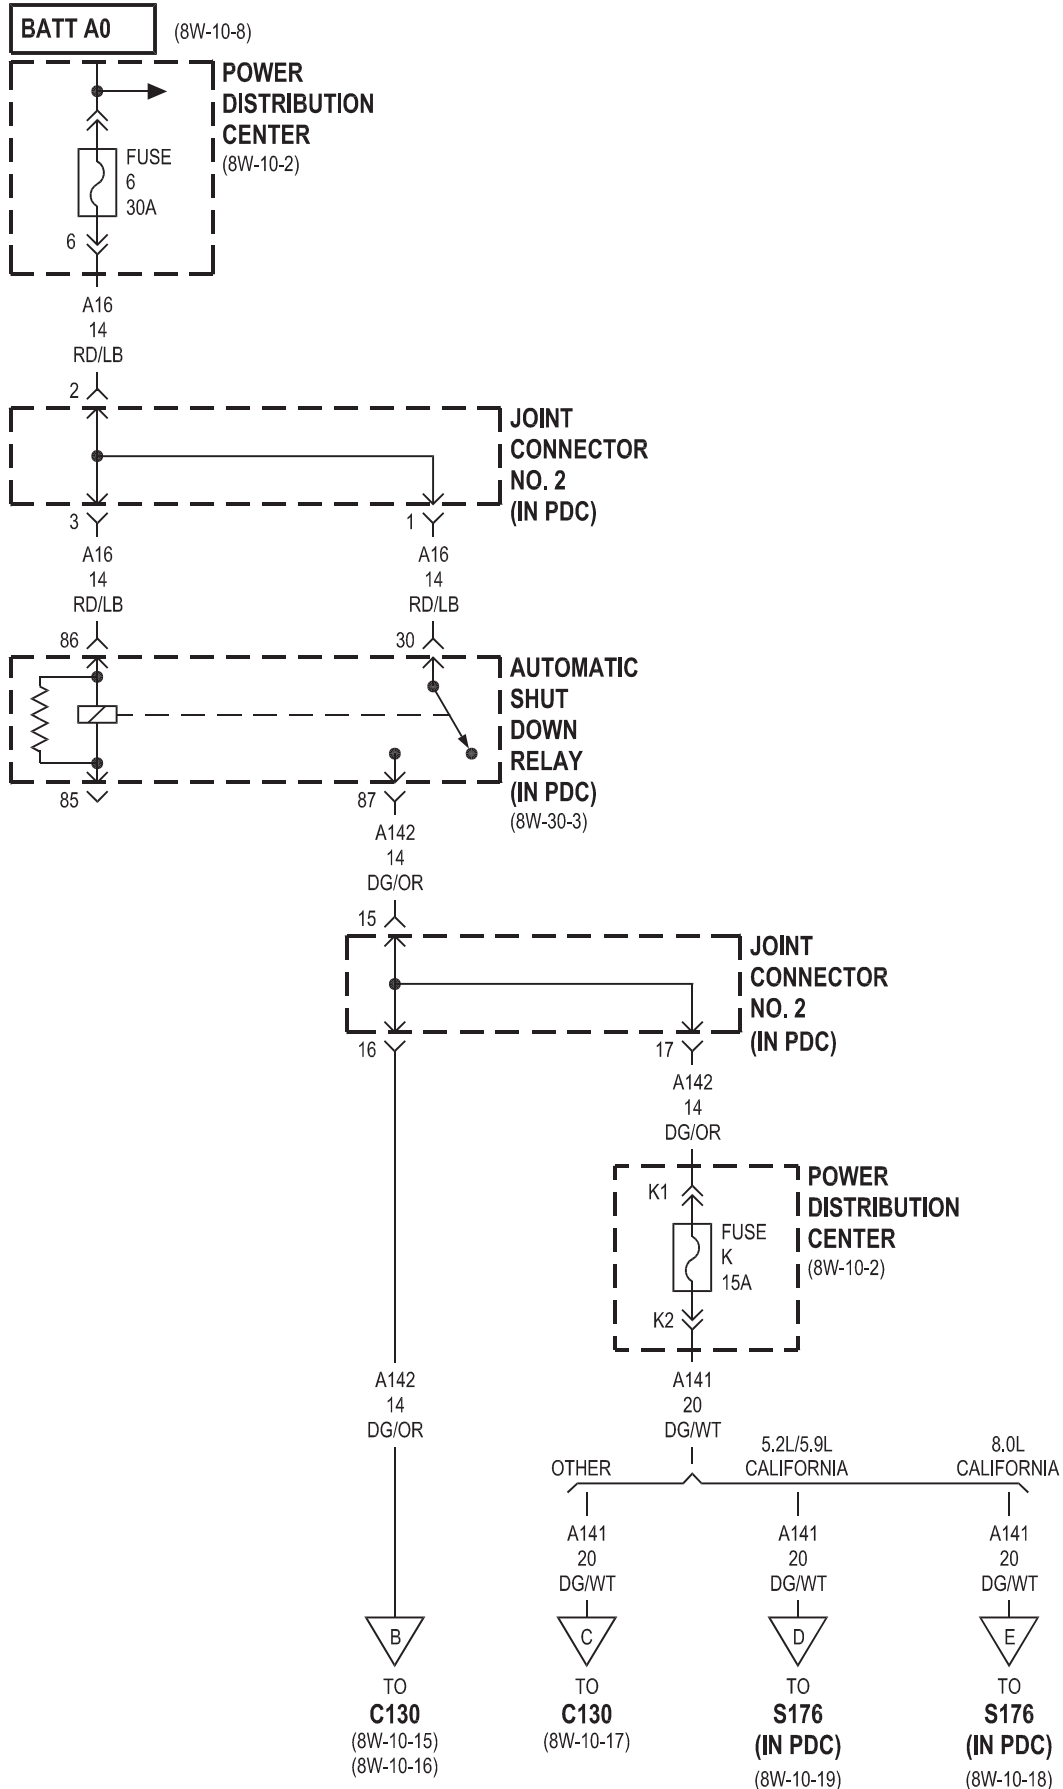 BATT A0
(8W-10-8)
POWER
DISTRIBUTION
CENTER
(8W-10-2)
FUSE
6
30A
6
A16
14
RD/LB
2
JOINT
CONNECTOR
NO. 2
(IN PDC)
3
1
A16
14
RD/LB
A16
14
RD/LB
86
30
AUTOMATIC
SHUT
DOWN
RELAY
(IN PDC)
(8W-30-3)
85
87
A142
14
DG/OR
15
JOINT
CONNECTOR
NO. 2
(IN PDC)
16
17
A142
14
DG/OR
K1
POWER
DISTRIBUTION
CENTER
(8W-10-2)
FUSE
K
15A
K2
A142
14
DG/OR
A141
20
DG/WT
OTHER
5.2L/5.9L
CALIFORNIA
8.0L
CALIFORNIA
A141
20
DG/WT
A141
20
DG/WT
A141
20
DG/WT
B
C
D
E
TO
C130
(8W-10-15)
(8W-10-16)
TO
C130
(8W-10-17)
TO
S176
(IN PDC)
(8W-10-19)
TO
S176
(IN PDC)
(8W-10-18)